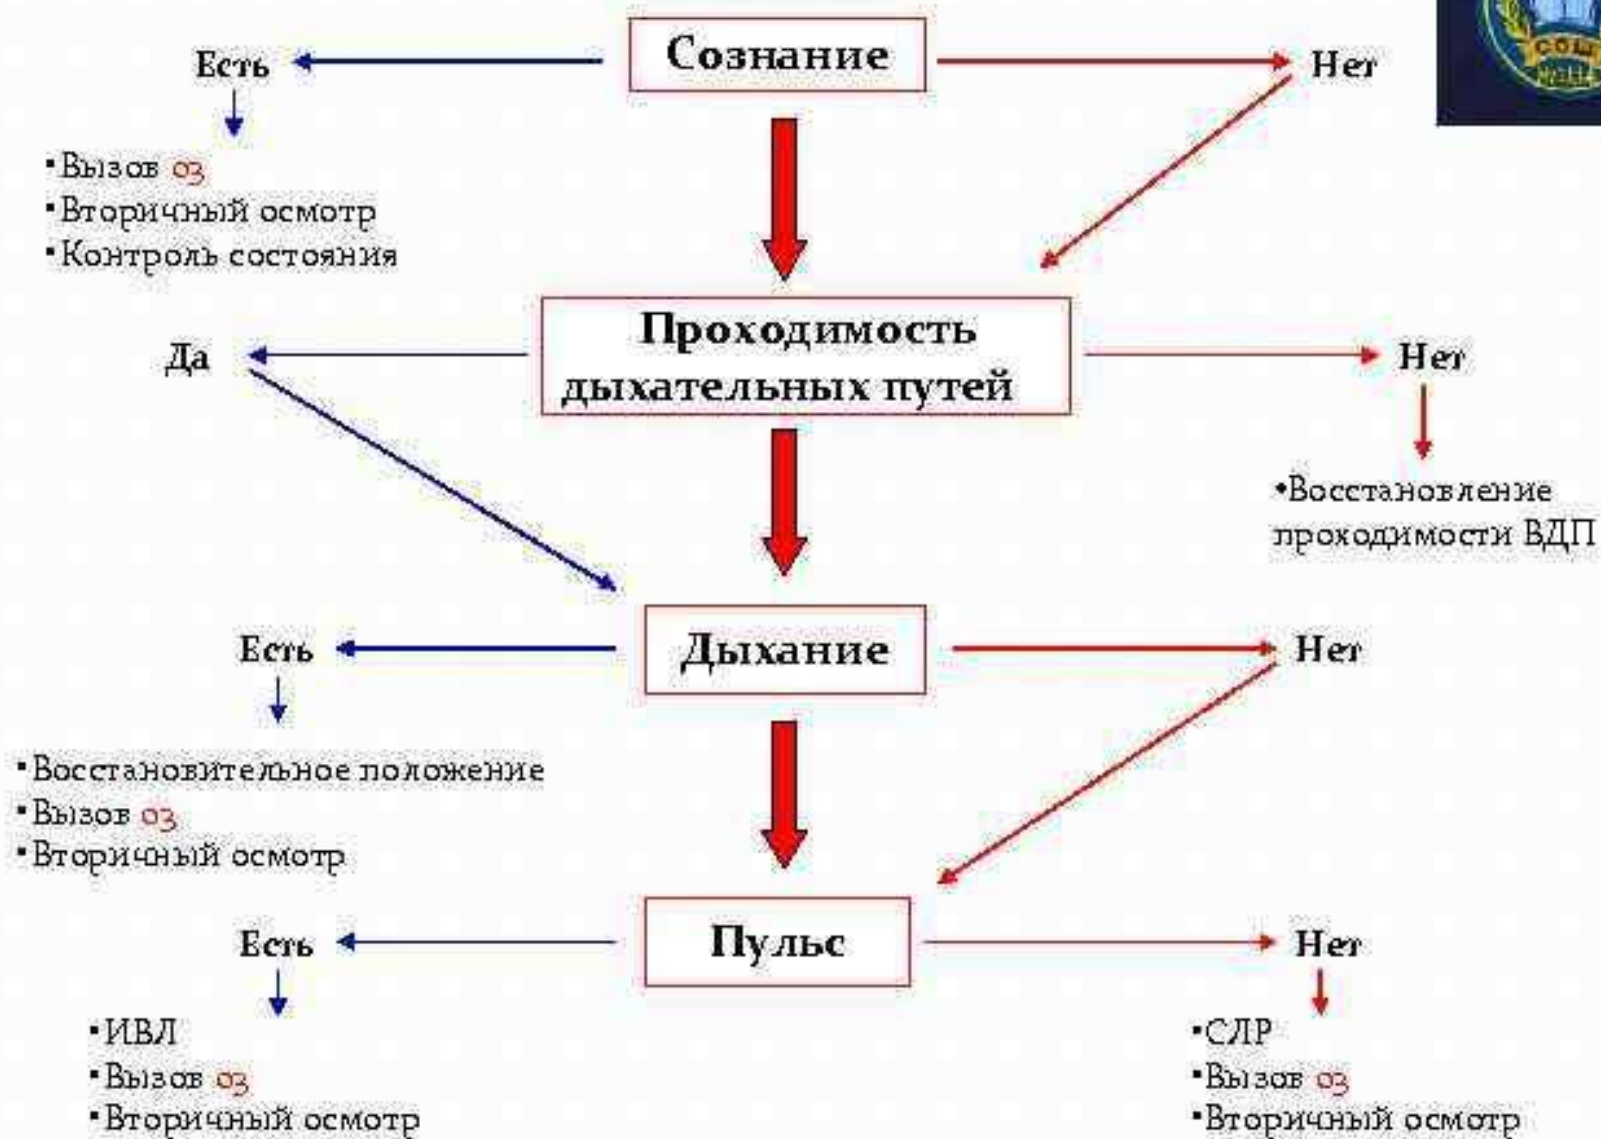 Сознание
Есть
Нет
СОШ
▪Вызов 03
▪Вторичный осмотр
▪Контроль состояния
Проходимость
дыхательных путей
Да
Нет
•Восстановление
проходимости ВДП
Дыхание
Есть
Нет
▪Восстановительное положение
▪Вызов 03
▪Вторичный осмотр
Пульс
Есть
Нет
▪ИВЛ
▪Вызов 03
▪Вторичный осмотр
▪СЛР
▪Вызов 03
▪Вторичный осмотр